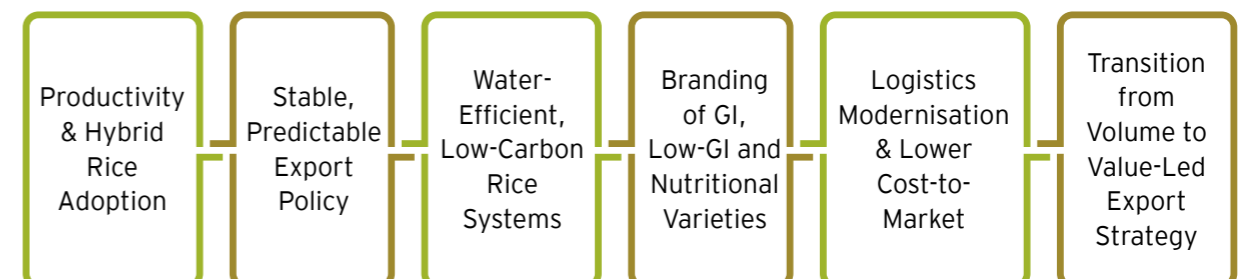 Productivity
& Hybrid
Rice
Adoption
Stable,
Predictable
Export
Policy
Water-
Efficient,
Low-Carbon
Rice
Systems
Branding
of GI,
Low-GI and
Nutritional
Varieties
Logistics
Modernisation
& Lower
Cost-to-
Market
Transition
from
Volume to
Value-Led
Export
Strategy